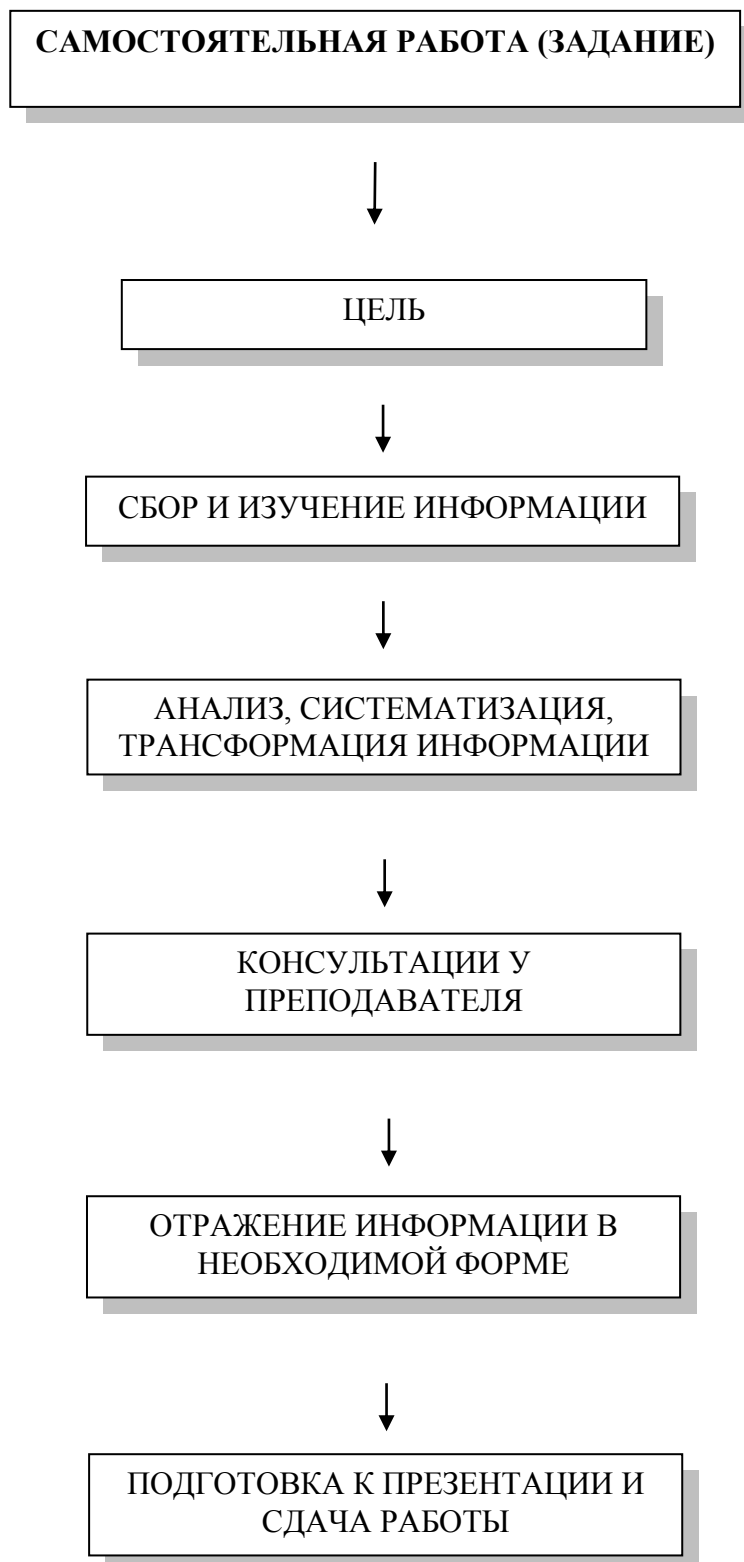 САМОСТОЯТЕЛЬНАЯ РАБОТА (ЗАДАНИЕ)
ЦЕЛЬ
СБОР И ИЗУЧЕНИЕ ИНФОРМАЦИИ
АНАЛИЗ, СИСТЕМАТИЗАЦИЯ,
ТРАНСФОРМАЦИЯ ИНФОРМАЦИИ
КОНСУЛЬТАЦИИ У
ПРЕПОДАВАТЕЛЯ
ОТРАЖЕНИЕ ИНФОРМАЦИИ В
НЕОБХОДИМОЙ ФОРМЕ
ПОДГОТОВКА К ПРЕЗЕНТАЦИИ И
СДАЧА РАБОТЫ